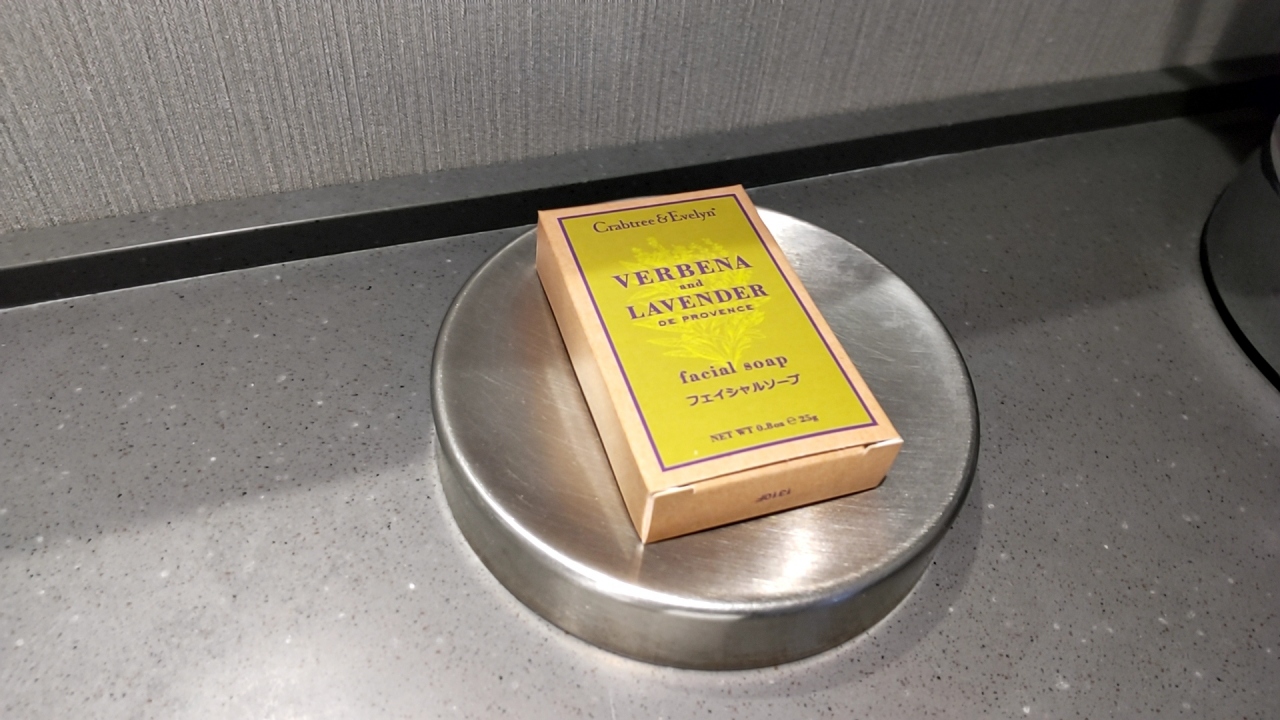 Crabtree & Evelyn®
VERBENA
and
LAVENDER
DE PROVENCE
facial soap
フェイシャルソープ
NET WT 0.8oz ℮ 25g